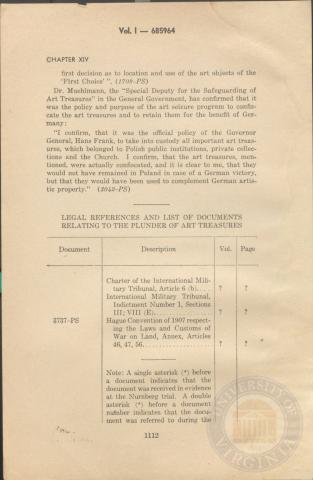 Vol. I — 685964
CHAPTER XIV
first decision as to location and use of the art objects of the
'First Choice' ". (1709-PS)
Dr. Muehlmann, the "Special Deputy for the Safeguarding of
Art Treasures" in the General Government, has confirmed that it
was the policy and purpose of the art seizure program to confis-
cate the art treasures and to retain them for the benefit of Ger-
many:
"I confirm, that it was the official policy of the Governor
General, Hans Frank, to take into custody all important art treas-
ures, which belonged to Polish public institutions, private collec-
tions and the Church. I confirm, that the art treasures, men-
tioned, were actually confiscated, and it is clear to me, that they
would not have remained in Poland in case of a German victory,
but that they would have been used to complement German artis-
tic property." (3042-PS)
LEGAL REFERENCES AND LIST OF DOCUMENTS
RELATING TO THE PLUNDER OF ART TREASURES
Document Description Vol. Page
Charter of the International Mili-
tary Tribunal, Article 6 (b).... ? ?
International Military Tribunal,
Indictment Number 1, Sections
III; VIII (E)................ ? ?
3737-PS Hague Convention of 1907 respect-
ing the Laws and Customs of
War on Land, Annex, Articles
46, 47, 56.................. ? ?
Note: A single asterisk (*) before
a document indicates that the
document was received in evidence
at the Nurnberg trial. A double
asterisk (*) before a document
number indicates that the docu-
ment was referred to during the
1112
UNIVERSITY
VIRGINIA